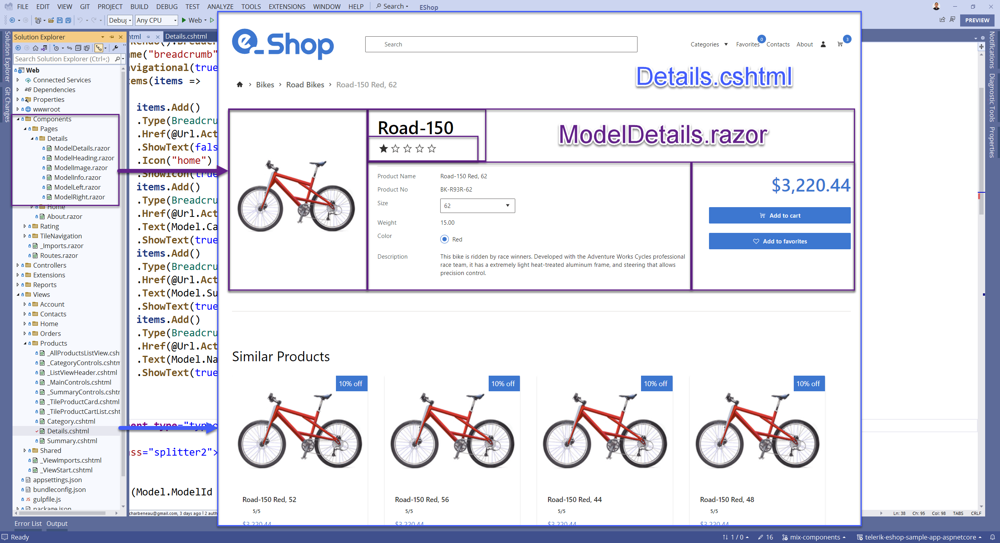 FILE EDIT VIEW GIT PROJECT BUILD DEBUG TEST ANALYZE TOOLS EXTENSIONS WINDOW HELP Search EShop
Debug Any CPU Web PREVIEW
Solution Explorer
Git Changes
Solution Explorer
Search Solution Explorer (Ctrl+;)
Web
Connected Services
Dependencies
Properties
wwwroot
Components
Pages
Details
ModelDetails.razor
ModelHeading.razor
ModelImage.razor
ModelInfo.razor
ModelLeft.razor
ModelRight.razor
Home
About.razor
Rating
TileNavigation
_Imports.razor
Routes.razor
Controllers
Extensions
Reports
Views
Account
Contacts
Home
Orders
Products
_AllProductsListView.csh
_CategoryControls.cshtm
_ListViewHeader.cshtml
_MainControls.cshtml
_SummaryControls.csht
_TileProductCard.cshtml
_TileProductCartList.csht
Category.cshtml
Details.cshtml
Summary.cshtml
Shared
_ViewImports.cshtml
_ViewStart.cshtml
appsettings.json
bundleconfig.json
JS gulpfile.js
package.json
html Details.cshtml
me("breadcrumb"
vigational(true
ems(items =>
items.Add()
.Type(Breadcru
.Href(@Url.Act
.ShowText(fals
.Icon("home")
.ShowIcon(true
items.Add()
.Type(Breadcru
.Href(@Url.Act
.Text(Model.Ca
.ShowText(true
items.Add()
.Type(Breadcru
.Href(@Url.Act
.Text(Model.Su
.ShowText(true
items.Add()
.Type(Breadcru
.Href(@Url.Act
.Text(Model.Na
.ShowText(true
ent type="typeo
ss="splitter2">
(Model.ModelId
charbeneau@gmail.com, 3 days ago | 2 auth
e-Shop
Search
Categories Favorites 0 Contacts About 3
Details.cshtml
Bikes Road Bikes Road-150 Red, 62
Road-150
ModelDetails.razor
Product Name Road-150 Red, 62
Product No BK-R93R-62
Size 62
Weight 15.00
Color Red
Description This bike is ridden by race winners. Developed with the Adventure Works Cycles professional
race team, it has a extremely light heat-treated aluminum frame, and steering that allows
precision control.
$3,220.44
Add to cart
Add to favorites
Similar Products
10% off 10% off 10% off 10% off
Road-150 Red, 52 Road-150 Red, 56 Road-150 Red, 44 Road-150 Red, 48
5/5 5/5 5/5 5/5
$3,220.44 $3,220.44 $3,220.44 $3,220.44
Notifications
Diagnostic Tools
Properties
Ln: 38 Ch: 95 Col: 98 TABS CRLF
Error List Output
Ready 1 / 0 16 mix-components telerik-eshop-sample-app-aspnetcore